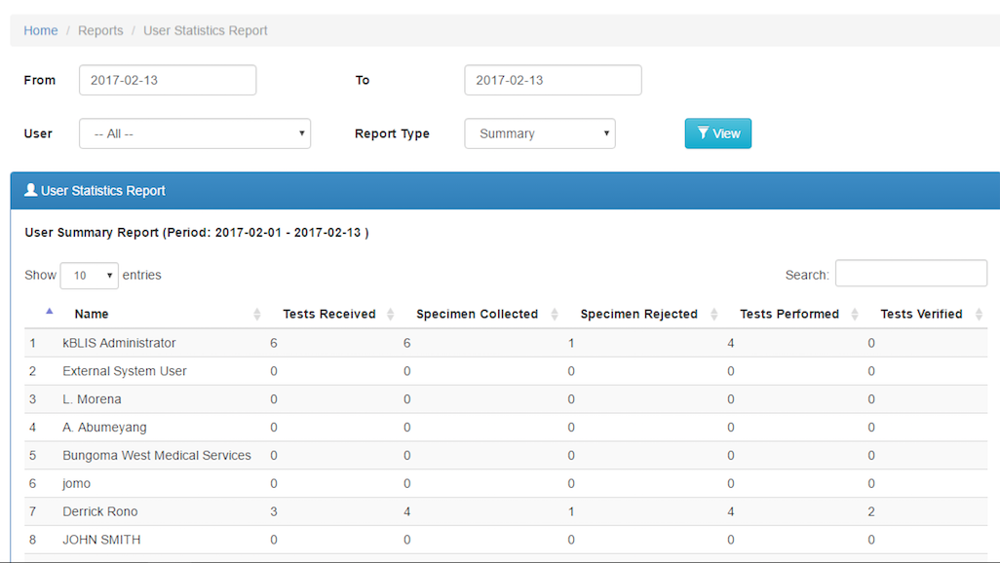 Home / Reports / User Statistics Report
From 2017-02-13 To 2017-02-13
User -- All -- Report Type Summary View
User Statistics Report
User Summary Report (Period: 2017-02-01 - 2017-02-13 )
Show 10 entries Search:
Name Tests Received Specimen Collected Specimen Rejected Tests Performed Tests Verified
1 kBLIS Administrator 6 6 1 4 0
2 External System User 0 0 0 0 0
3 L. Morena 0 0 0 0 0
4 A. Abumeyang 0 0 0 0 0
5 Bungoma West Medical Services 0 0 0 0 0
6 jomo 0 0 0 0 0
7 Derrick Rono 3 4 1 4 2
8 JOHN SMITH 0 0 0 0 0